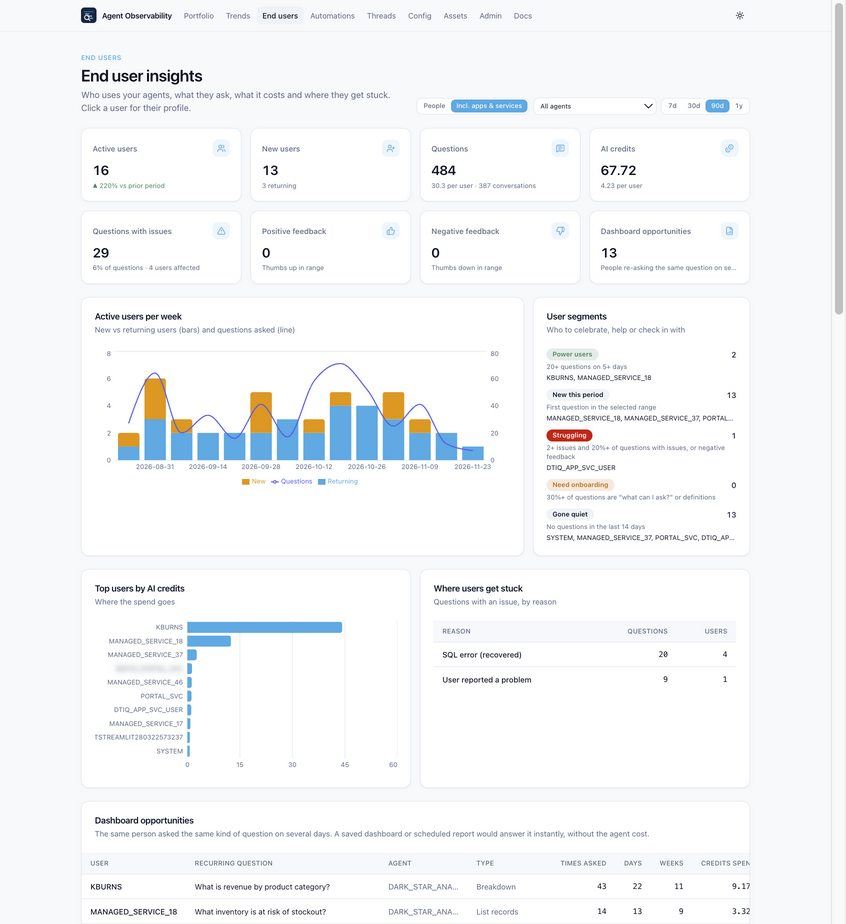 Agent Observability Portfolio Trends End users Automations Threads Config Assets Admin Docs
END USERS
End user insights
Who uses your agents, what they ask, what it costs and where they get stuck.
Click a user for their profile.
People Incl. apps & services All agents 7d 30d 90d 1y
Active users
16
▲ 220% vs prior period
New users
13
3 returning
Questions
484
30.3 per user · 387 conversations
AI credits
67.72
4.23 per user
Questions with issues
29
6% of questions · 4 users affected
Positive feedback
0
Thumbs up in range
Negative feedback
0
Thumbs down in range
Dashboard opportunities
13
People re-asking the same question on se...
Active users per week
New vs returning users (bars) and questions asked (line)
8 80
6 60
4 40
2 20
0 0
2026-08-31 2026-09-14 2026-09-28 2026-10-12 2026-10-26 2026-11-09 2026-11-23
New Questions Returning
User segments
Who to celebrate, help or check in with
Power users 2
20+ questions on 5+ days
KBURNS, MANAGED_SERVICE_18
New this period 13
First question in the selected range
MANAGED_SERVICE_18, MANAGED_SERVICE_37, PORTAL...
Struggling 1
2+ issues and 20%+ of questions with issues, or negative
feedback
DTIQ_APP_SVC_USER
Need onboarding 0
30%+ of questions are "what can I ask?" or definitions
Gone quiet 13
No questions in the last 14 days
SYSTEM, MANAGED_SERVICE_37, PORTAL_SVC, DTIQ_AP...
Top users by AI credits
Where the spend goes
KBURNS
MANAGED_SERVICE_18
MANAGED_SERVICE_37
MANAGED_SERVICE_46
PORTAL_SVC
DTIQ_APP_SVC_USER
MANAGED_SERVICE_17
TSTREAMLIT280322573237
SYSTEM
0 15 30 45 60
Where users get stuck
Questions with an issue, by reason
REASON QUESTIONS USERS
SQL error (recovered) 20 4
User reported a problem 9 1
Dashboard opportunities
The same person asked the same kind of question on several days. A saved dashboard or scheduled report would answer it instantly, without the agent cost.
USER RECURRING QUESTION AGENT TYPE TIMES ASKED DAYS WEEKS CREDITS SPEN
KBURNS What is revenue by product category? DARK_STAR_ANA... Breakdown 43 22 11 9.17
MANAGED_SERVICE_18 What inventory is at risk of stockout? DARK_STAR_ANA... List records 14 13 9 3.32